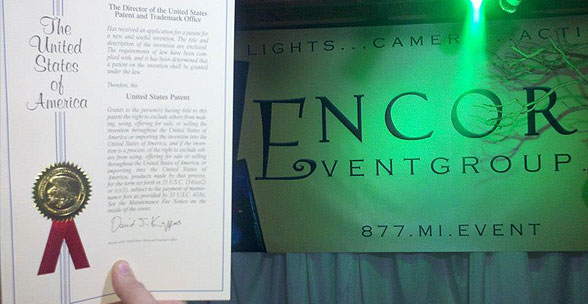 The Director of the United States
Patent and Trademark Office
Has received an application for a patent for
a new and useful invention. The title and
description of the invention are enclosed.
The requirements of law have been com-
plied with, and it has been determined that
a patent on the invention shall be granted
under the law.
Therefore, this
United States Patent
Grants to the person(s) having title to this
patent the right to exclude others from mak-
ing, using, offering for sale, or selling the
invention throughout the United States of
America or importing the invention into the
United States of America, and if the inven-
tion is a process, of the right to exclude oth-
ers from using, offering for sale or selling
throughout the United States of America, or
importing into the United States of
America, products made by that process,
for the term set forth in 35 U.S.C. 154(a)(2)
or (c)(1), subject to the payment of mainte-
nance fees as provided by 35 U.S.C. 41(b).
See the Maintenance Fee Notice on the
inside of the cover.
David J. Kappos
The
United
States
of
America
LIGHTS...CAMERA ACTI
ENCOR
EVENTGROUP.
877.MI.EVENT